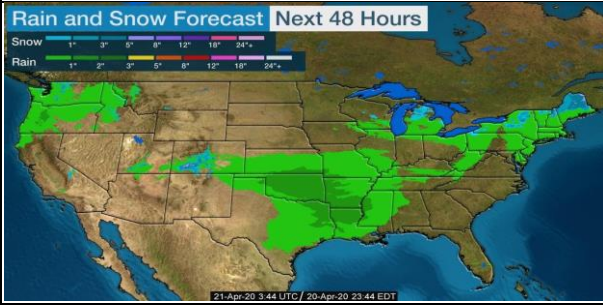 Rain and Snow Forecast Next 48 Hours
Snow 1" 3" 5" 8" 12" 18" 24"+
Rain 1" 2" 3" 5" 8" 12" 18" 24"+
21-Apr-20 3:44 UTC / 20-Apr-20 23:44 EDT